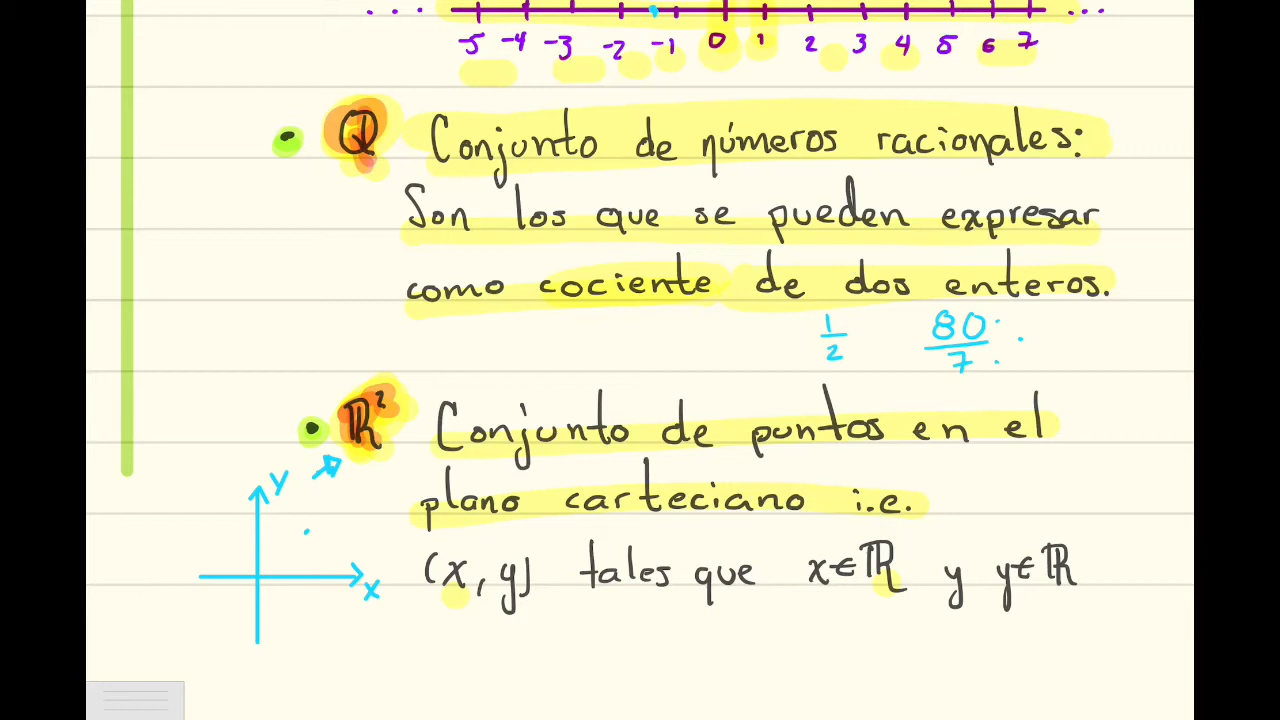 -5 -4 -3 -2 -1 0 1 2 3 4 5 6 7
Q Conjunto de números racionales:
Son los que se pueden expresar
como cociente de dos enteros.
1/2 80/7
ℝ² Conjunto de puntos en el
plano carteciano i.e.
(x, y) tales que x∈ℝ y y∈ℝ
y
x